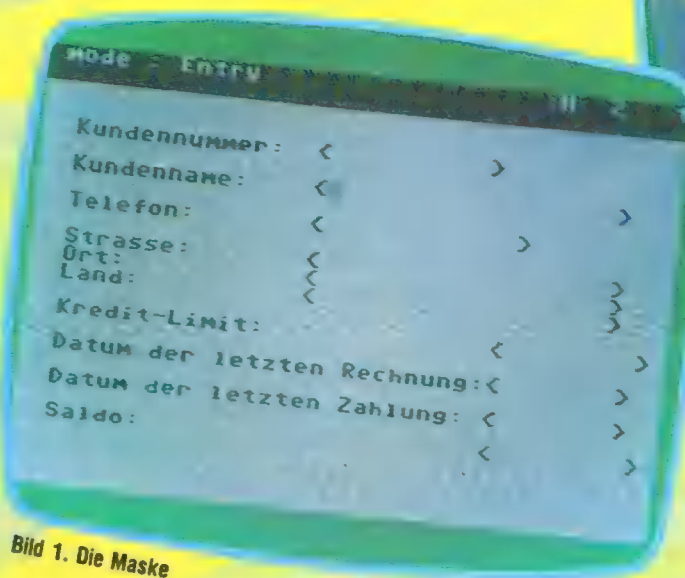 Mode - Entry
Kundennummer: < >
Kundenname: < >
Telefon: < >
Strasse: < >
Ort: < >
Land: < >
Kredit-Limit: < >
Datum der letzten Rechnung:< >
Datum der letzten Zahlung: < >
Saldo: < >
Bild 1. Die Maske